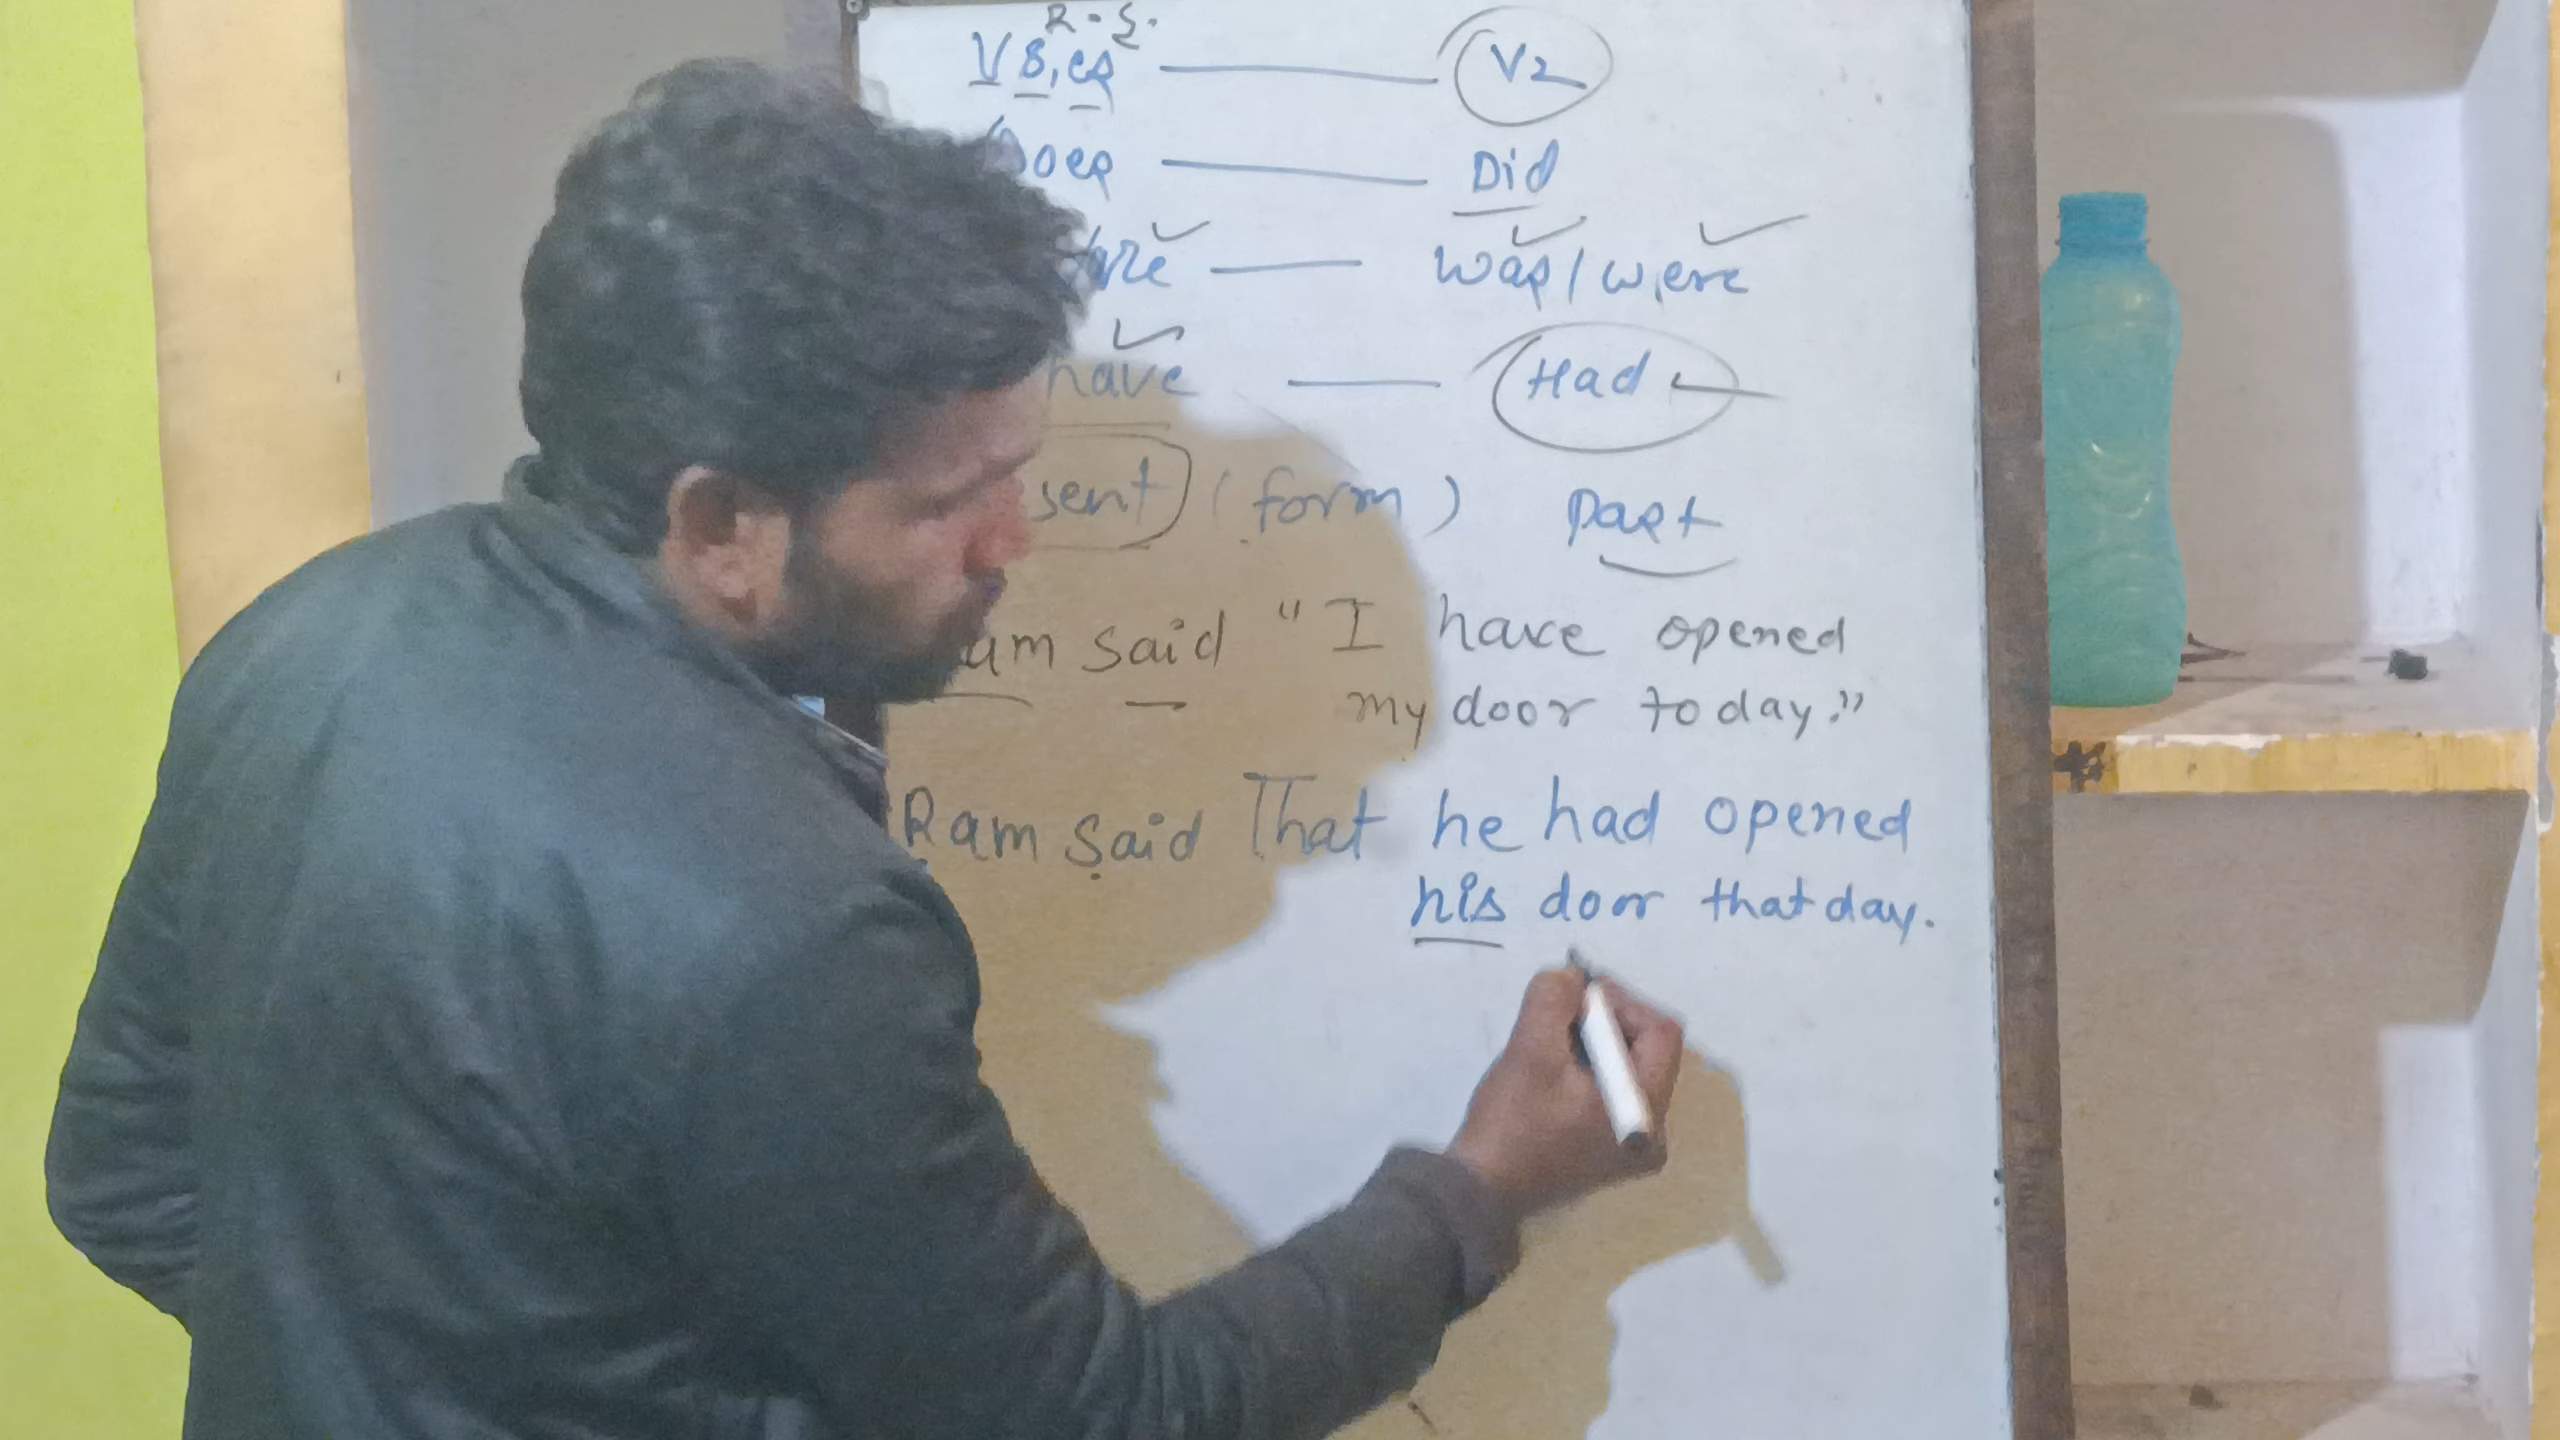 R.S.
V s,es — V2
Does — Did
are — was/were
have — Had
sent (form) Past
am said "I have opened
my door today."
Ram said That he had opened
his door that day.